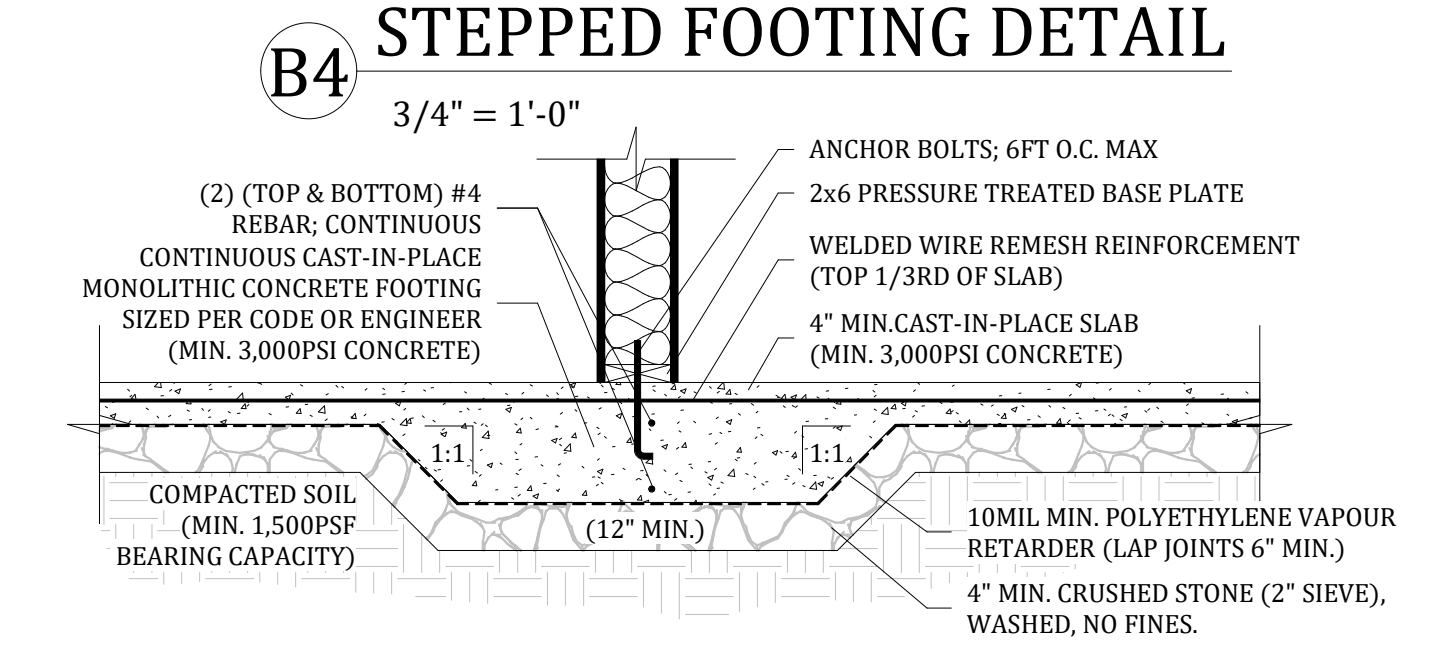 STEPPED FOOTING DETAIL
B4
3/4" = 1'-0"
(2) (TOP & BOTTOM) #4
REBAR; CONTINUOUS
CONTINUOUS CAST-IN-PLACE
MONOLITHIC CONCRETE FOOTING
SIZED PER CODE OR ENGINEER
(MIN. 3,000PSI CONCRETE)
ANCHOR BOLTS; 6FT O.C. MAX
2x6 PRESSURE TREATED BASE PLATE
WELDED WIRE REMESH REINFORCEMENT
(TOP 1/3RD OF SLAB)
4" MIN.CAST-IN-PLACE SLAB
(MIN. 3,000PSI CONCRETE)
1:1
1:1
COMPACTED SOIL
(MIN. 1,500PSF
BEARING CAPACITY)
(12" MIN.)
10MIL MIN. POLYETHYLENE VAPOUR
RETARDER (LAP JOINTS 6" MIN.)
4" MIN. CRUSHED STONE (2" SIEVE),
WASHED, NO FINES.